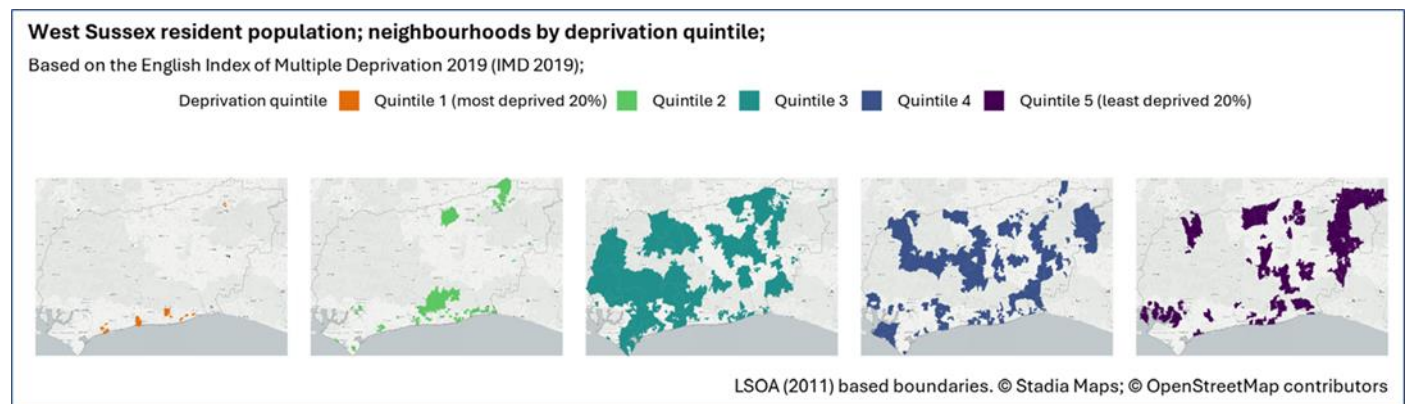 West Sussex resident population; neighbourhoods by deprivation quintile;
Based on the English Index of Multiple Deprivation 2019 (IMD 2019);
Deprivation quintile Quintile 1 (most deprived 20%) Quintile 2 Quintile 3 Quintile 4 Quintile 5 (least deprived 20%)
LSOA (2011) based boundaries. © Stadia Maps; © OpenStreetMap contributors